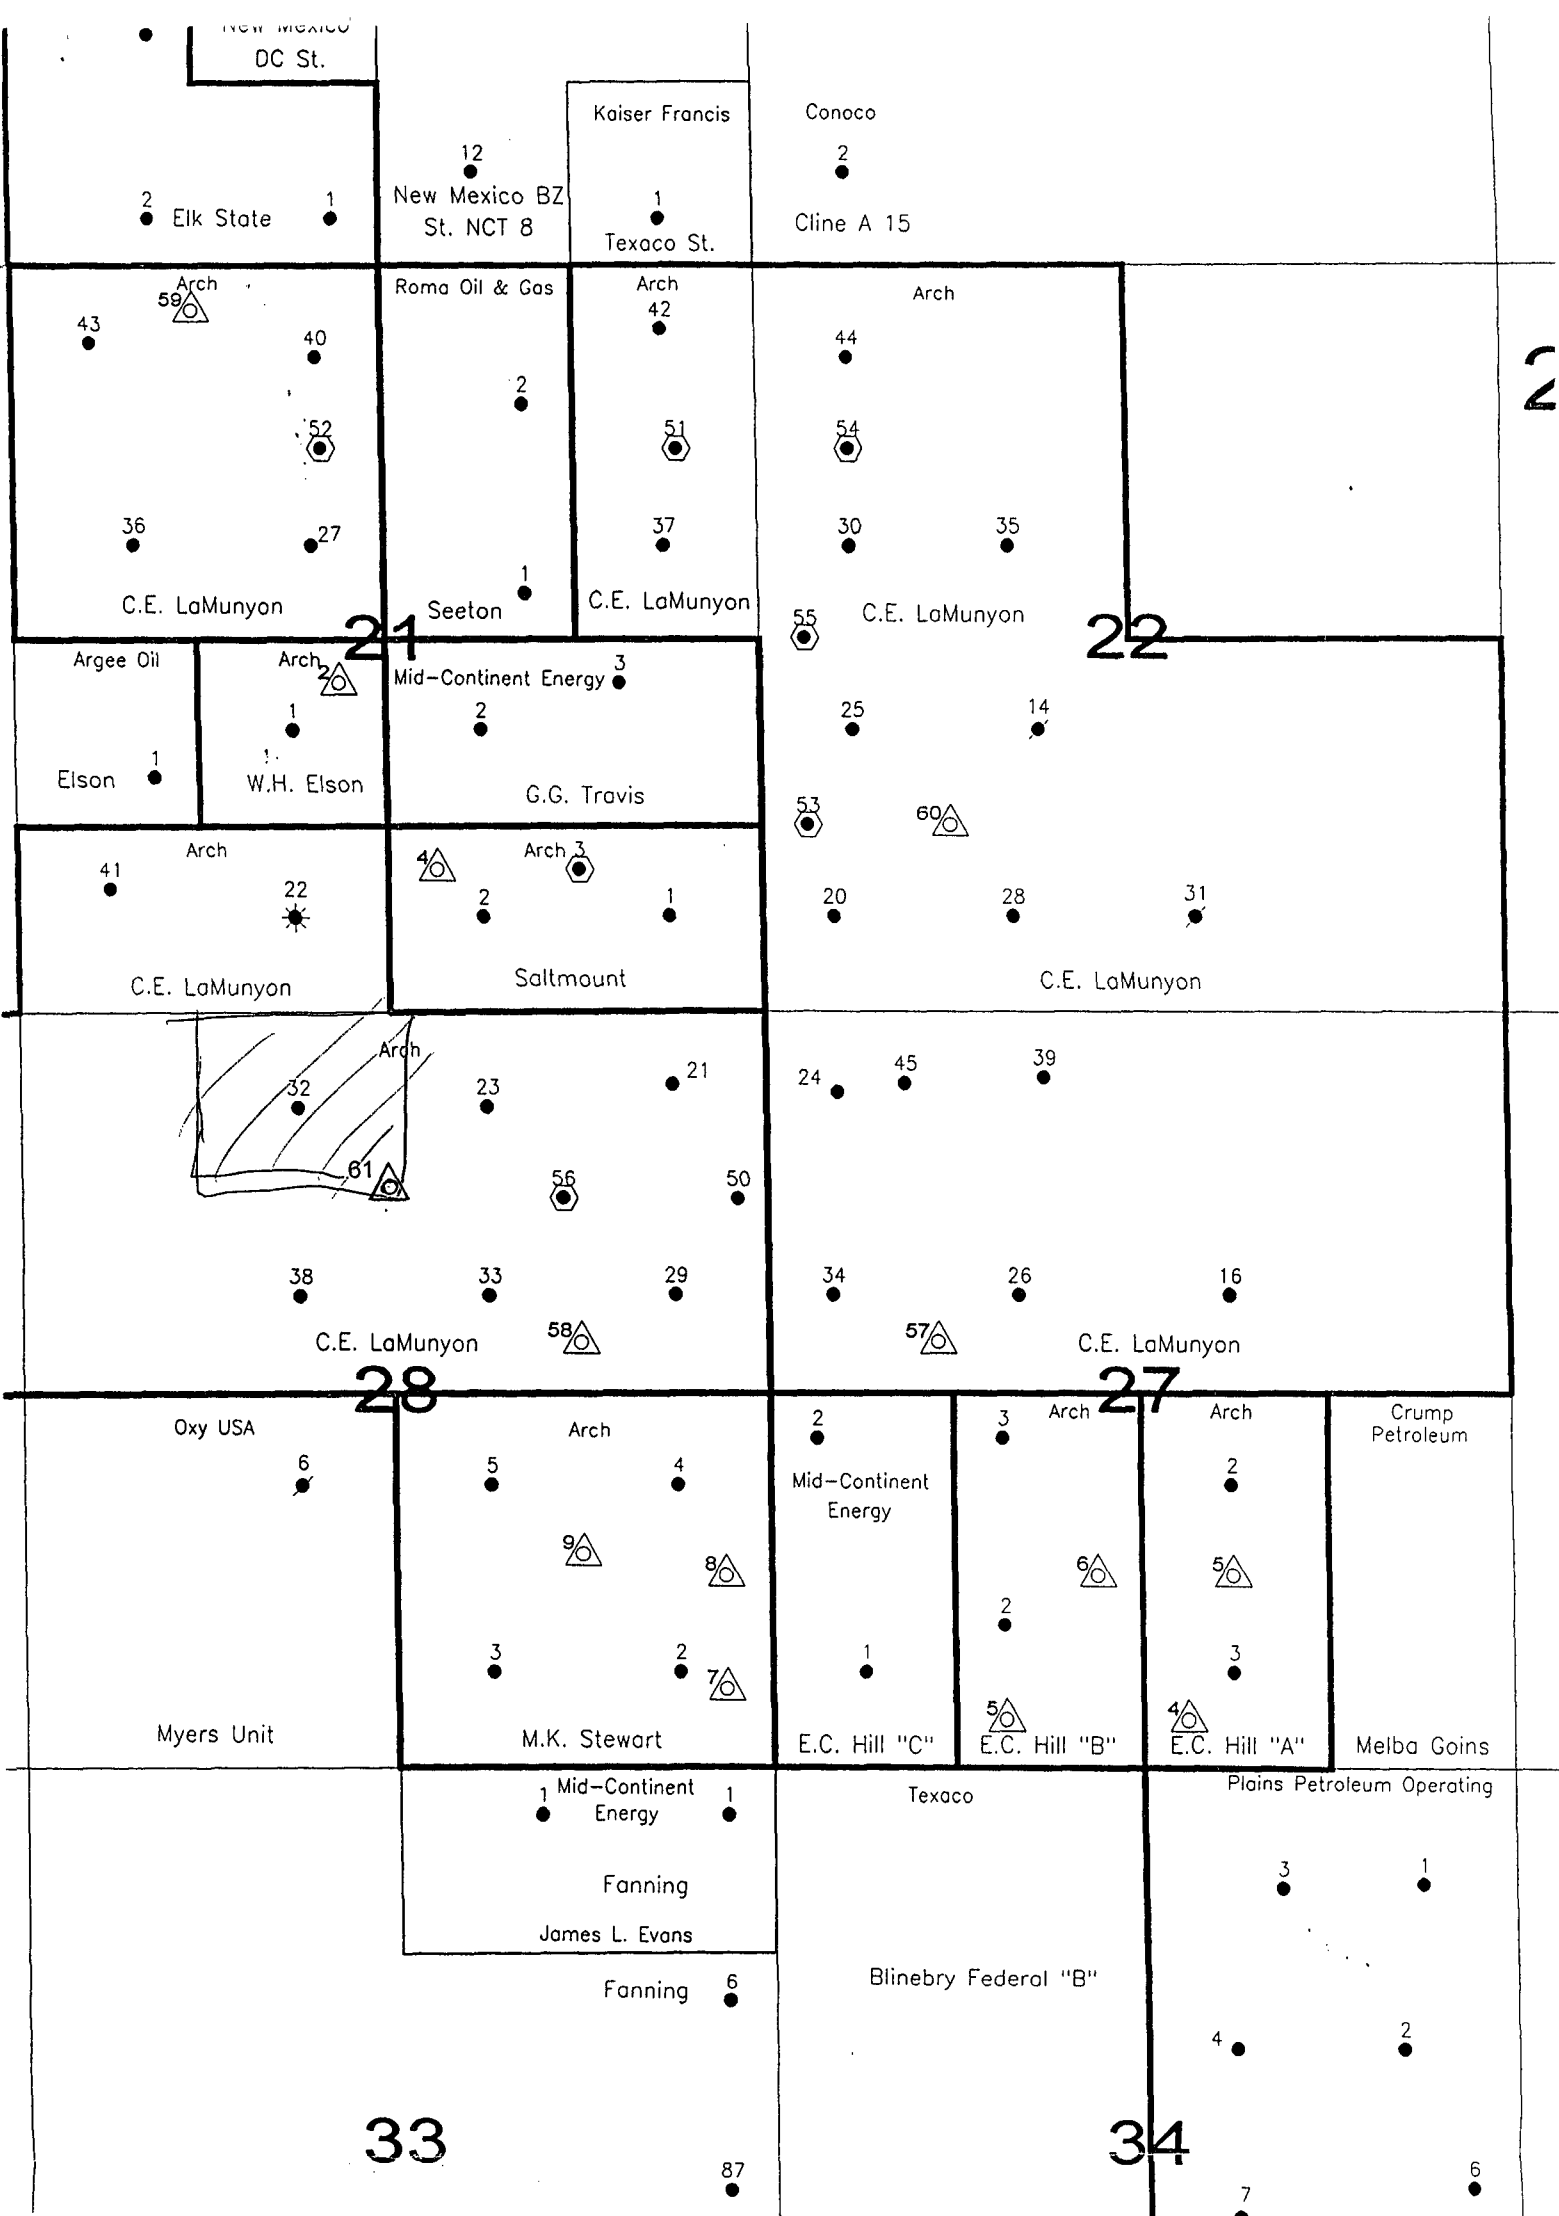 New Mexico
DC St.
Kaiser Francis
Conoco
12
2
New Mexico BZ
St. NCT 8
2
Elk State
1
1
Texaco St.
Cline A 15
Arch
59
Roma Oil & Gas
Arch
Arch
43
40
42
44
2
2
52
51
54
36
27
37
30
35
1
C.E. LaMunyon
Seeton
C.E. LaMunyon
C.E. LaMunyon
21
55
22
Argee Oil
Arch
2
Mid-Continent Energy
3
1
2
25
14
1
Elson
W.H. Elson
G.G. Travis
53
60
Arch
4
Arch 3
41
22
2
1
20
28
31
C.E. LaMunyon
Saltmount
C.E. LaMunyon
Arch
32
23
21
24
45
39
61
56
50
38
33
29
34
26
16
C.E. LaMunyon
58
57
C.E. LaMunyon
28
27
Oxy USA
Arch
2
3
Arch
Arch
Crump
Petroleum
6
5
4
Mid-Continent
Energy
2
9
8
6
5
2
3
2
7
1
3
5
4
Myers Unit
M.K. Stewart
E.C. Hill "C"
E.C. Hill "B"
E.C. Hill "A"
Melba Goins
1
Mid-Continent
Energy
1
Texaco
Plains Petroleum Operating
Fanning
3
1
James L. Evans
Fanning
6
Blinebry Federal "B"
4
2
33
34
87
6
7